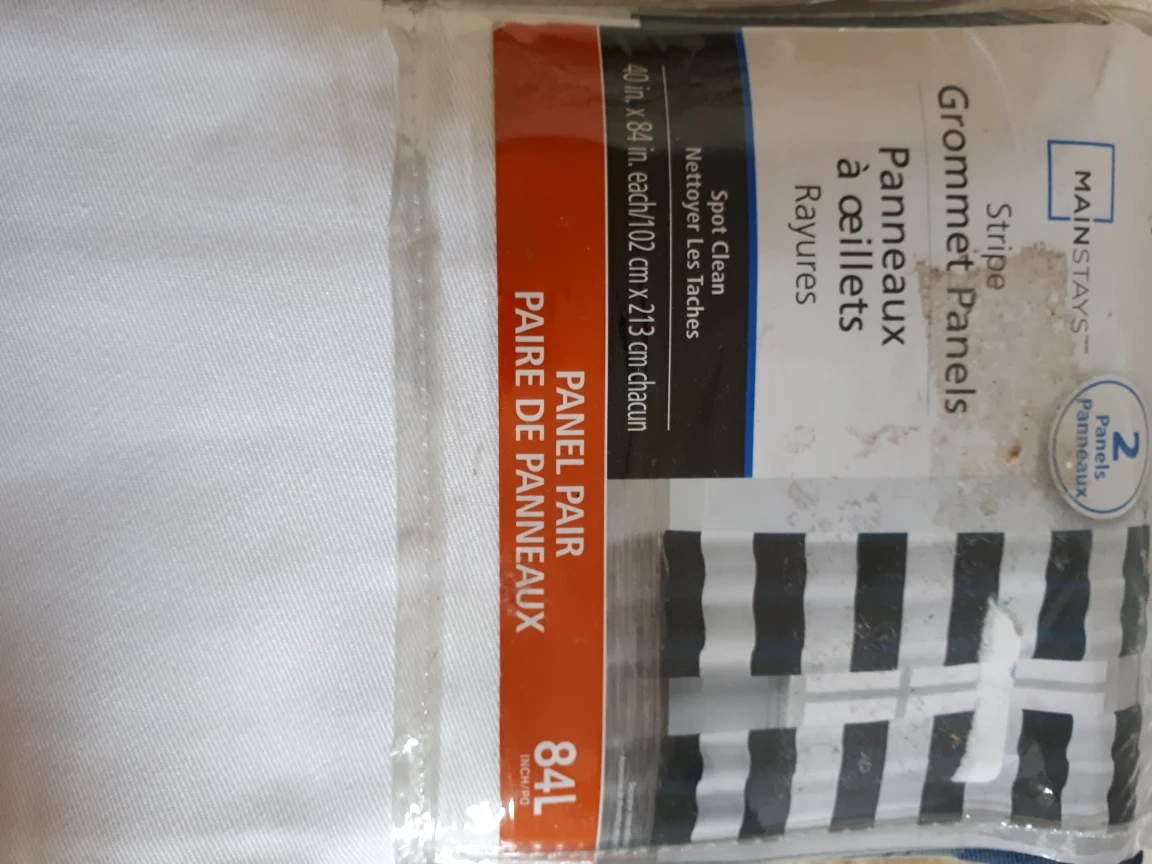 MAINSTAYS™
Stripe
Grommet Panels
Panneaux
à œillets
Rayures
2
Panels
Panneaux
Spot Clean
Nettoyer Les Taches
40 in. x 84 in. each/102 cm x 213 cm chacun
PANEL PAIR
PAIRE DE PANNEAUX
84L
INCH/PO